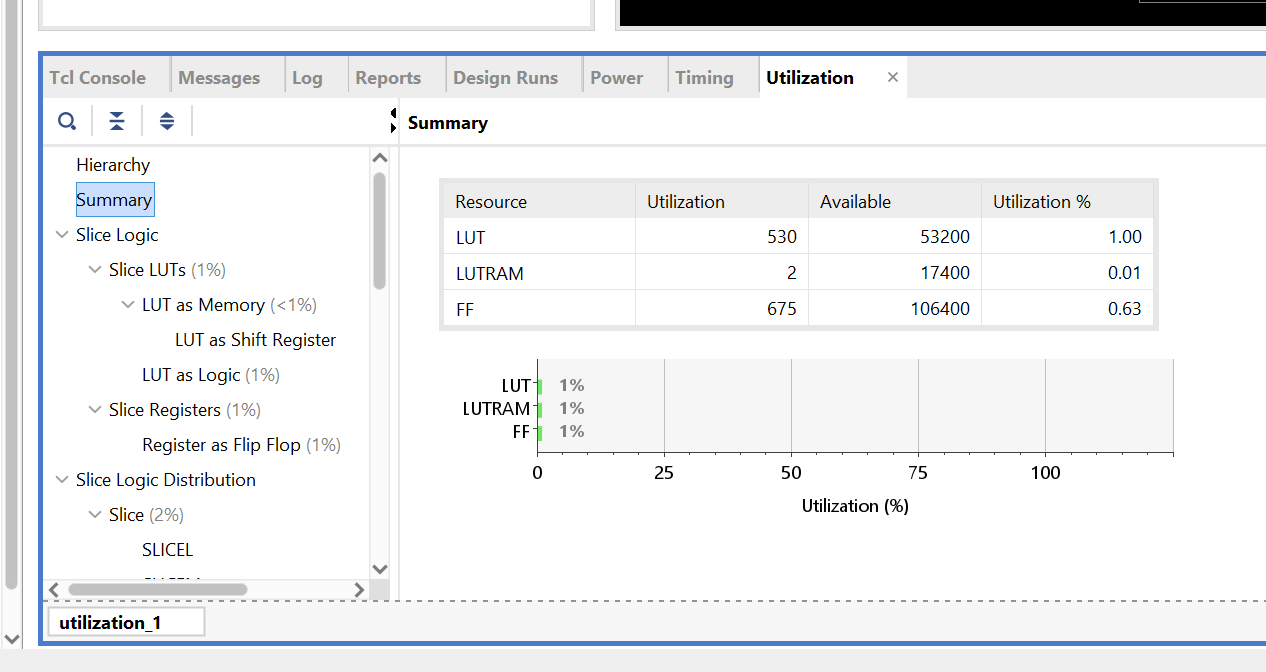 Tcl Console Messages Log Reports Design Runs Power Timing Utilization
Summary
Hierarchy
Summary
Slice Logic
Slice LUTs (1%)
LUT as Memory (<1%)
LUT as Shift Register
LUT as Logic (1%)
Slice Registers (1%)
Register as Flip Flop (1%)
Slice Logic Distribution
Slice (2%)
SLICEL
Resource Utilization Available Utilization %
LUT 530 53200 1.00
LUTRAM 2 17400 0.01
FF 675 106400 0.63
LUT 1%
LUTRAM 1%
FF 1%
0 25 50 75 100
Utilization (%)
utilization_1